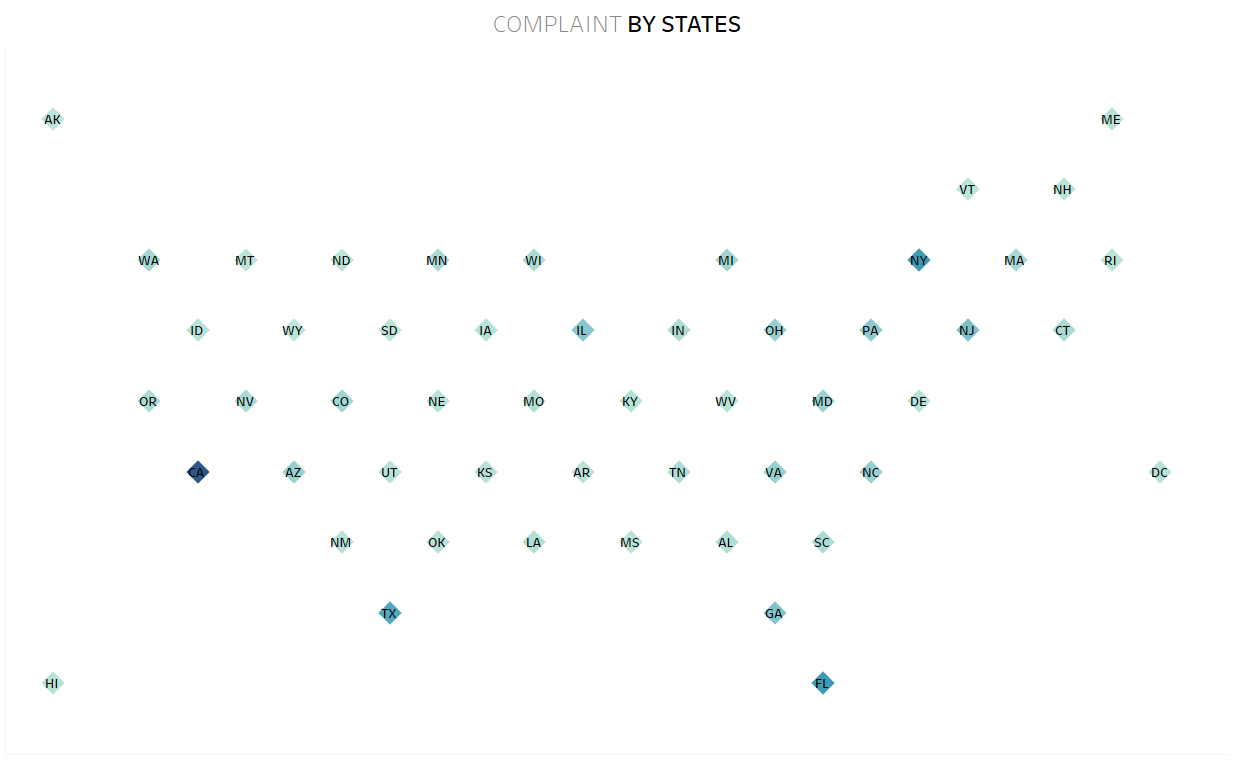 COMPLAINT BY STATES
AK ME
VT NH
WA MT ND MN WI MI NY MA RI
ID WY SD IA IL IN OH PA NJ CT
OR NV CO NE MO KY WV MD DE
CA AZ UT KS AR TN VA NC DC
NM OK LA MS AL SC
TX GA
HI FL